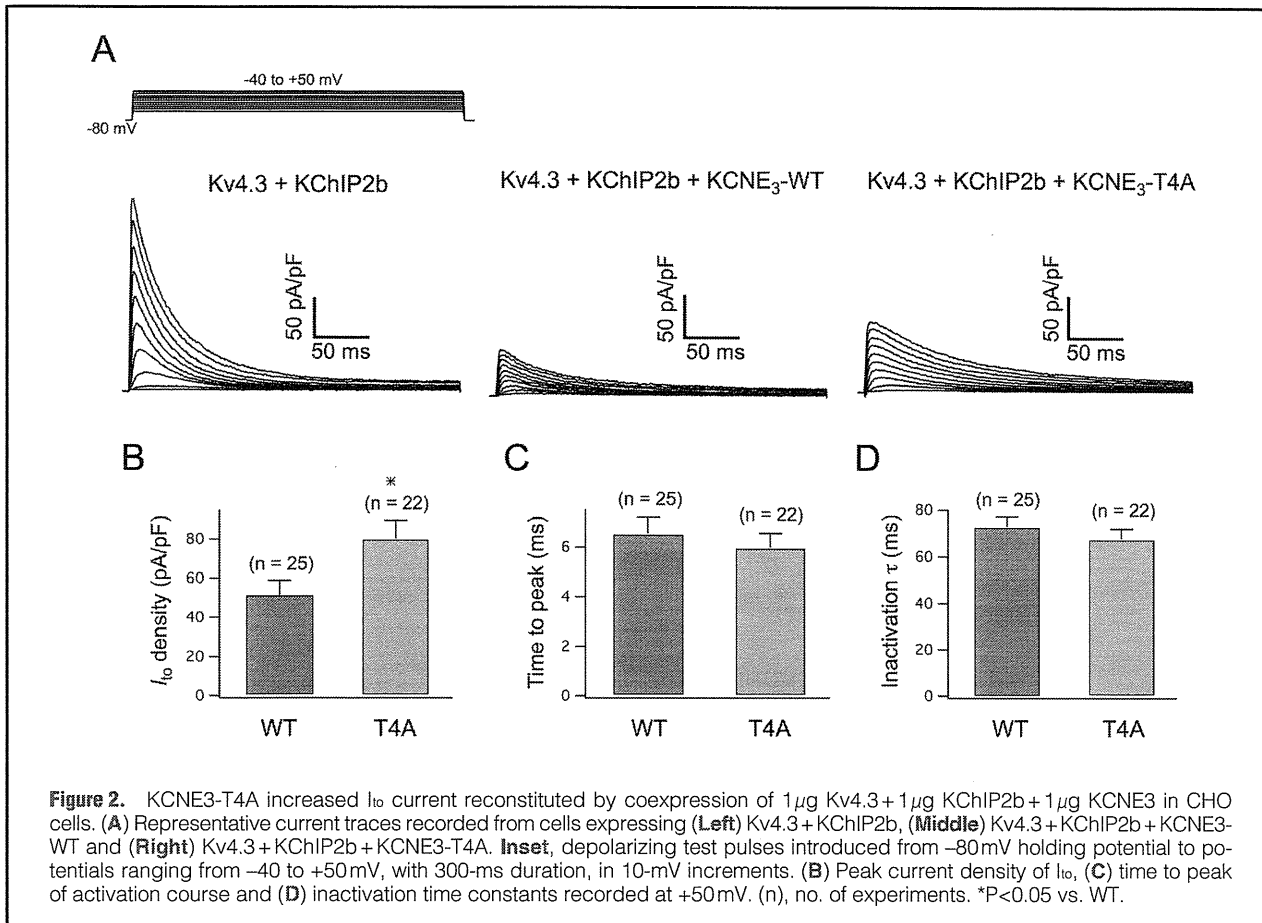 A
-40 to +50 mV
-80 mV
Kv4.3 + KChIP2b
Kv4.3 + KChIP2b + KCNE3-WT
Kv4.3 + KChIP2b + KCNE3-T4A
50 pA/pF
50 ms
50 pA/pF
50 ms
50 pA/pF
50 ms
B
Ito density (pA/pF)
80
60
40
20
0
(n = 25)
*
(n = 22)
WT
T4A
C
Time to peak (ms)
6
4
2
0
(n = 25)
(n = 22)
WT
T4A
D
Inactivation τ (ms)
80
60
40
20
0
(n = 25)
(n = 22)
WT
T4A
Figure 2. KCNE3-T4A increased Ito current reconstituted by coexpression of 1 μg Kv4.3 + 1 μg KChIP2b + 1 μg KCNE3 in CHO
cells. (A) Representative current traces recorded from cells expressing (Left) Kv4.3 + KChIP2b, (Middle) Kv4.3 + KChIP2b + KCNE3-
WT and (Right) Kv4.3 + KChIP2b + KCNE3-T4A. Inset, depolarizing test pulses introduced from –80 mV holding potential to po-
tentials ranging from –40 to +50 mV, with 300-ms duration, in 10-mV increments. (B) Peak current density of Ito, (C) time to peak
of activation course and (D) inactivation time constants recorded at +50 mV. (n), no. of experiments. *P<0.05 vs. WT.